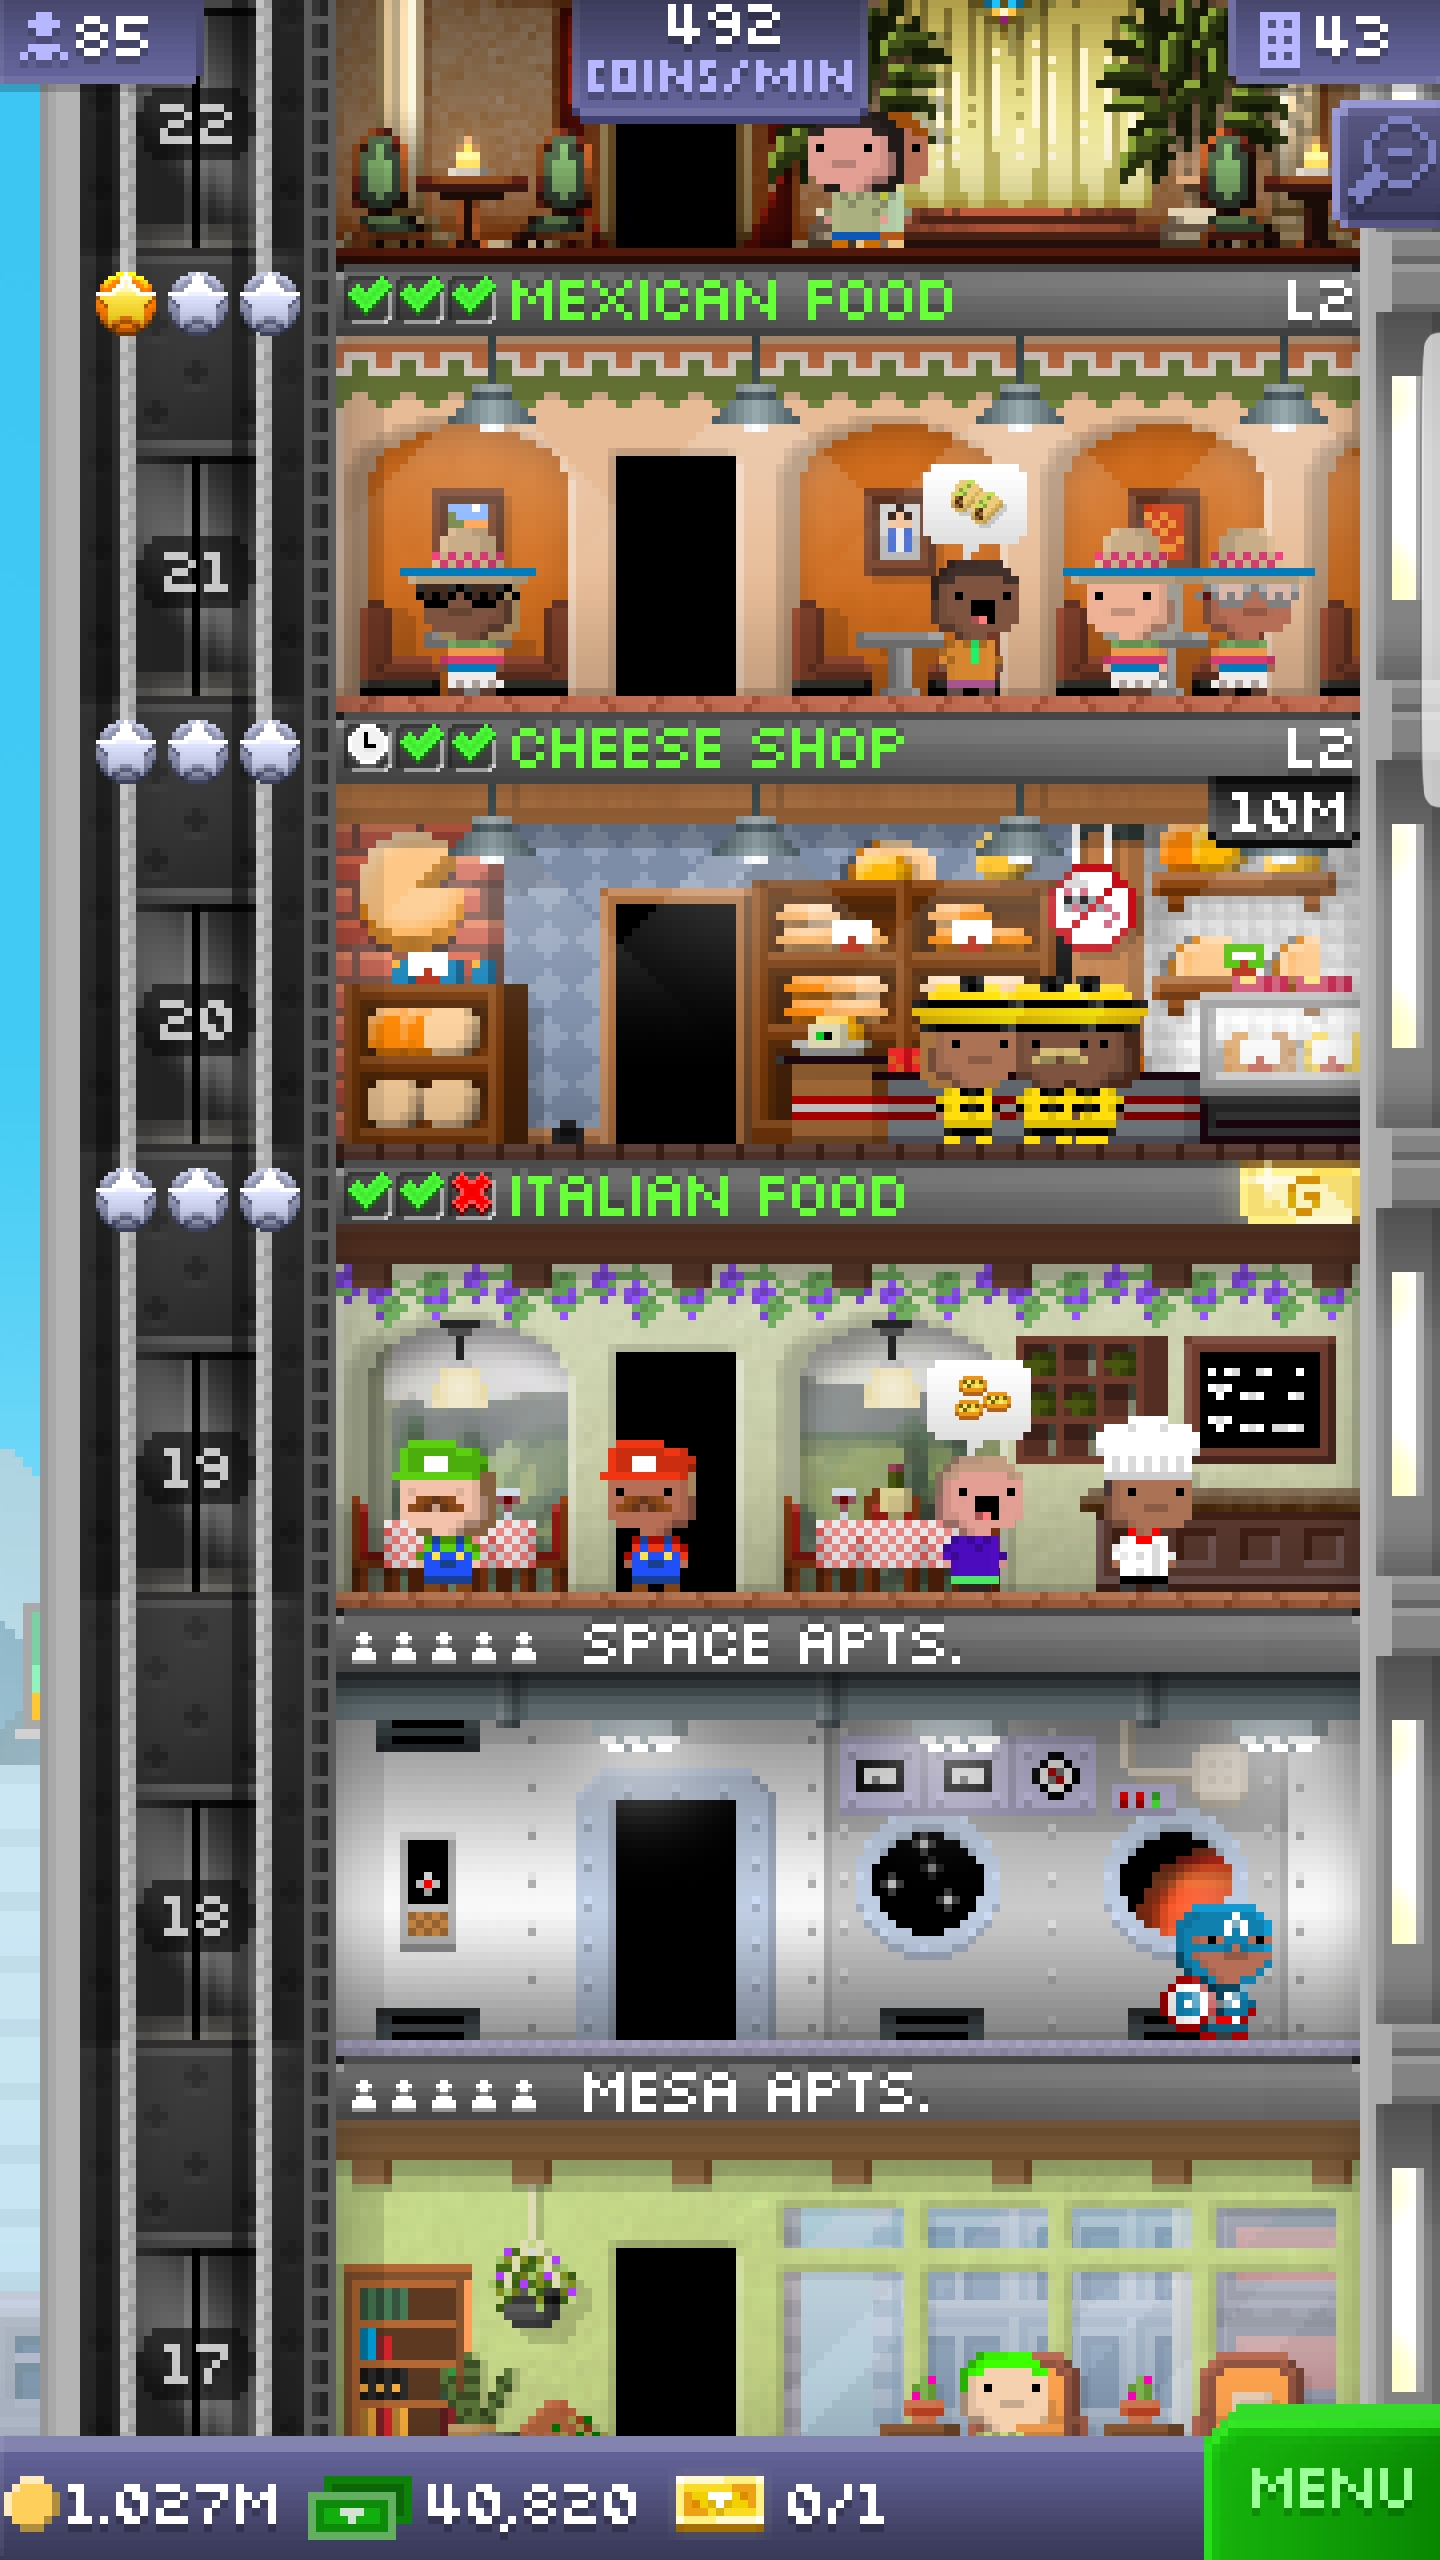 85
492
COINS/MIN
43
22
MEXICAN FOOD
L2
21
CHEESE SHOP
L2
10M
20
ITALIAN FOOD
G
19
SPACE APTS.
18
A
MESA APTS.
17
1.027M
40,820
0/1
MENU